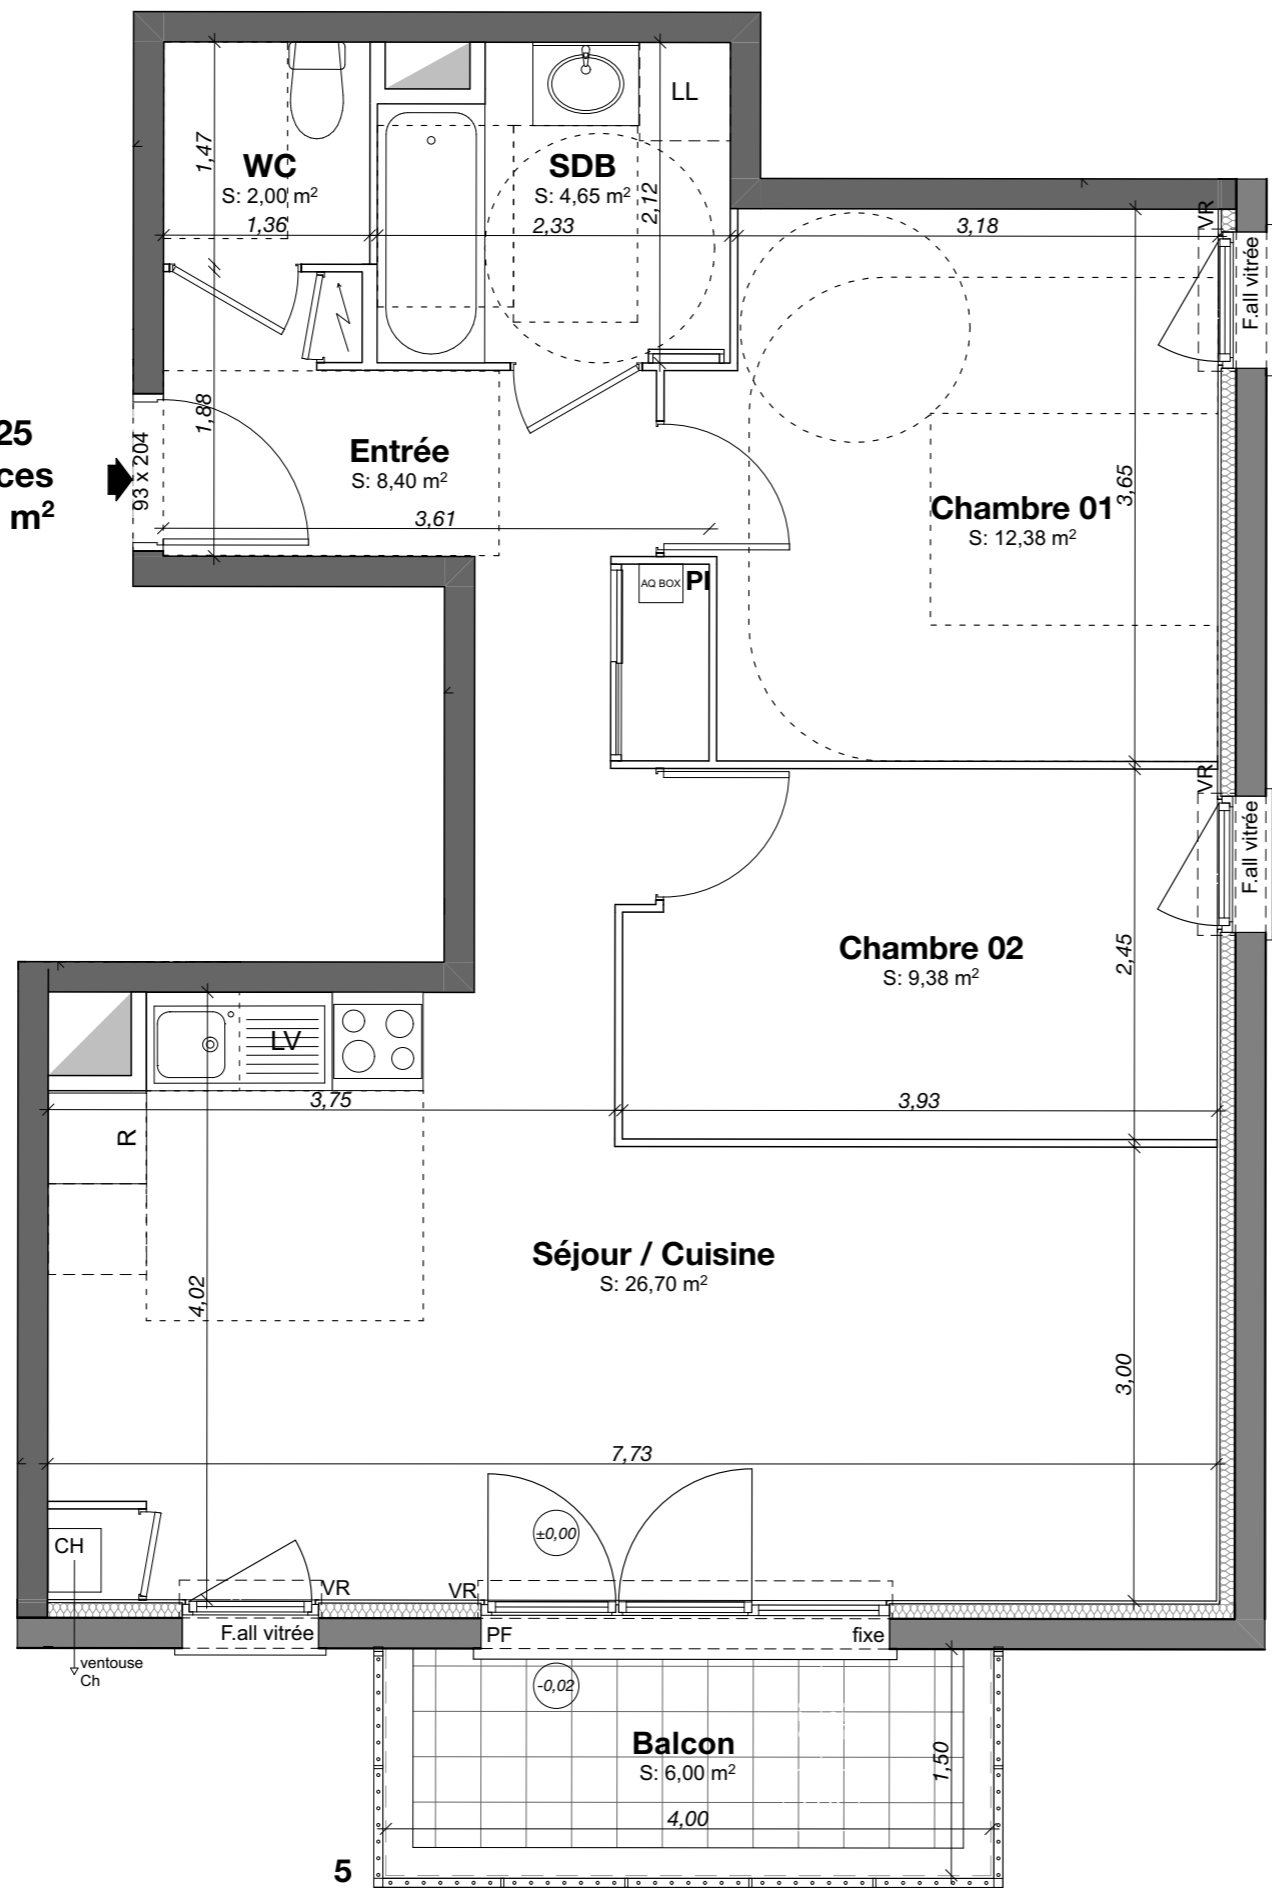 WC
S: 2,00 m²
1,47
1,36
SDB
S: 4,65 m²
LL
2,12
2,33
3,18
VR
F.all vitrée
25
ces
m²
93 x 204
1,88
Entrée
S: 8,40 m²
3,61
Chambre 01
S: 12,38 m²
3,65
AQ BOX
Pl
VR
F.all vitrée
Chambre 02
S: 9,38 m²
2,45
LV
3,75
3,93
R
Séjour / Cuisine
S: 26,70 m²
4,02
3,00
7,73
±0,00
CH
VR
VR
F.all vitrée
PF
fixe
ventouse
Ch
-0,02
Balcon
S: 6,00 m²
1,50
4,00
5